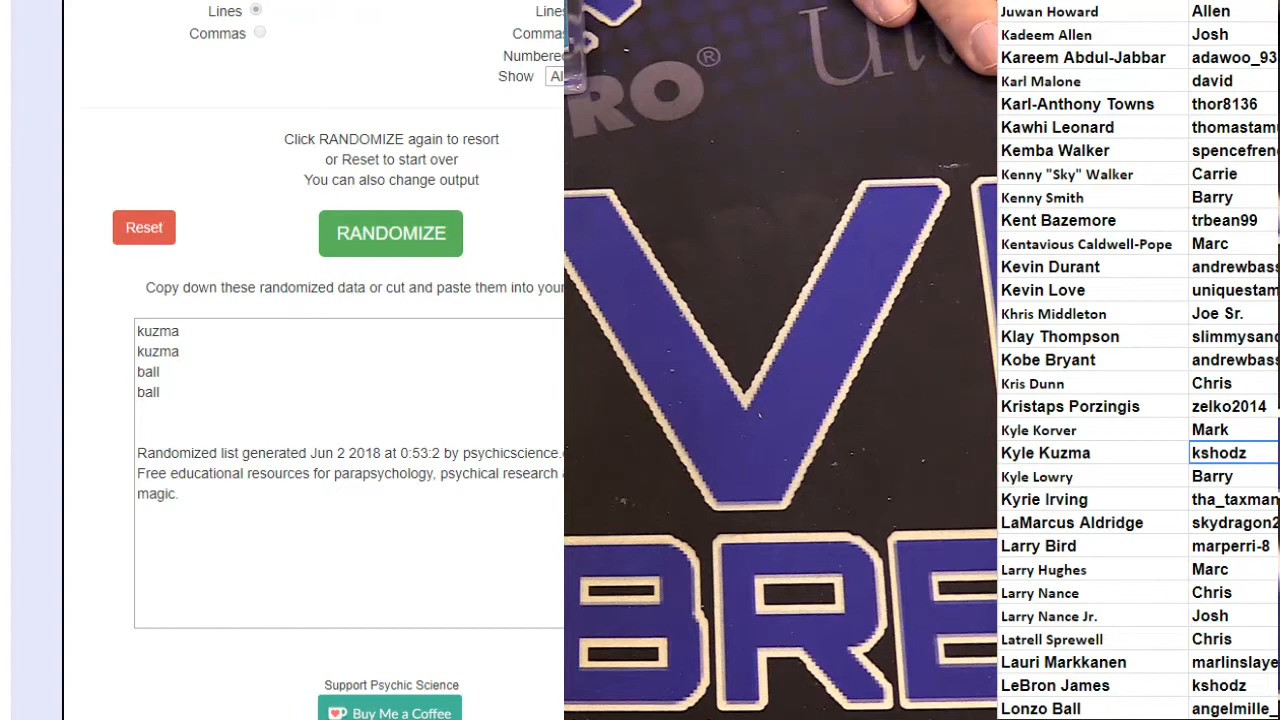 Lines
Commas
Lines
Commas
Numbered
Show Al
Click RANDOMIZE again to resort
or Reset to start over
You can also change output
Reset
RANDOMIZE
Copy down these randomized data or cut and paste them into your
kuzma
kuzma
ball
ball
Randomized list generated Jun 2 2018 at 0:53:2 by psychicscience.
Free educational resources for parapsychology, psychical research
magic.
Support Psychic Science
Buy Me a Coffee
RO®
Ul
V
BRE
Juwan Howard Allen
Kadeem Allen Josh
Kareem Abdul-Jabbar adawoo_93
Karl Malone david
Karl-Anthony Towns thor8136
Kawhi Leonard thomastam
Kemba Walker spencefren
Kenny "Sky" Walker Carrie
Kenny Smith Barry
Kent Bazemore trbean99
Kentavious Caldwell-Pope Marc
Kevin Durant andrewbass
Kevin Love uniquestam
Khris Middleton Joe Sr.
Klay Thompson slimmysand
Kobe Bryant andrewbass
Kris Dunn Chris
Kristaps Porzingis zelko2014
Kyle Korver Mark
Kyle Kuzma kshodz
Kyle Lowry Barry
Kyrie Irving tha_taxman
LaMarcus Aldridge skydragon2
Larry Bird marperri-8
Larry Hughes Marc
Larry Nance Chris
Larry Nance Jr. Josh
Latrell Sprewell Chris
Lauri Markkanen marlinslaye
LeBron James kshodz
Lonzo Ball angelmille_